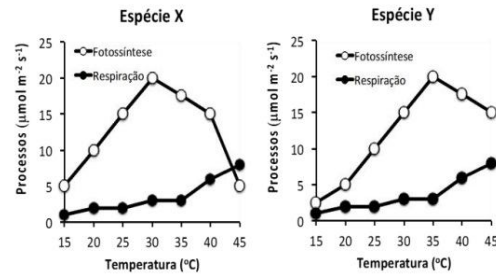 Espécie X
Processos (μmol m⁻² s⁻¹)
25
20
15
10
5
0
Fotossíntese
Respiração
15 20 25 30 35 40 45
Temperatura (ºC)
Espécie Y
Processos (μmol m⁻² s⁻¹)
25
20
15
10
5
0
Fotossíntese
Respiração
15 20 25 30 35 40 45
Temperatura (ºC)